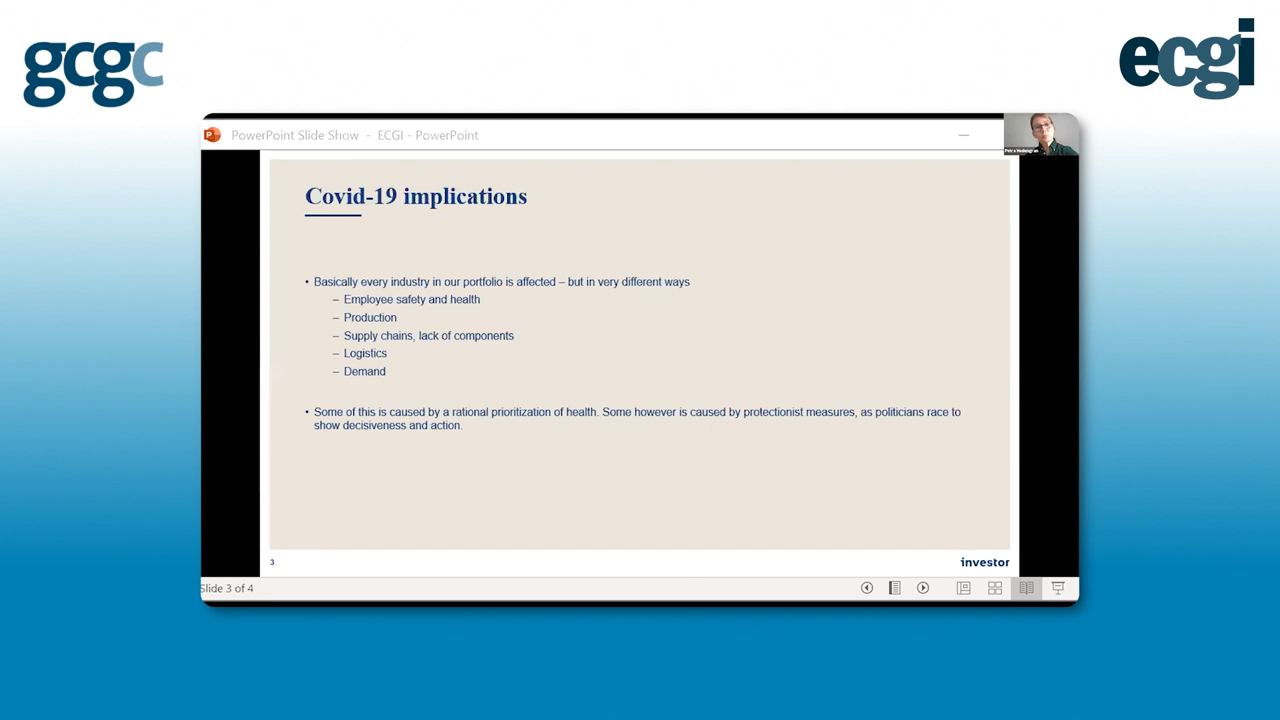 gcgc
ecgi
PowerPoint Slide Show - ECGI - PowerPoint
Petra Hedengran
Covid-19 implications
• Basically every industry in our portfolio is affected – but in very different ways
– Employee safety and health
– Production
– Supply chains, lack of components
– Logistics
– Demand
• Some of this is caused by a rational prioritization of health. Some however is caused by protectionist measures, as politicians race to
show decisiveness and action.
3
investor
Slide 3 of 4